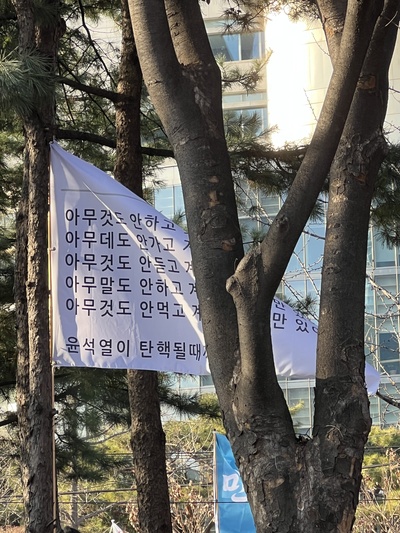 아무것도 안하고
아무데도 안가고
아무것도 안듣고
아무말도 안하고
아무것도 안먹고
만 있
윤석열이 탄핵될때
민